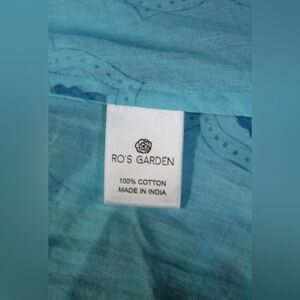 RO'S GARDEN
100% COTTON
MADE IN INDIA